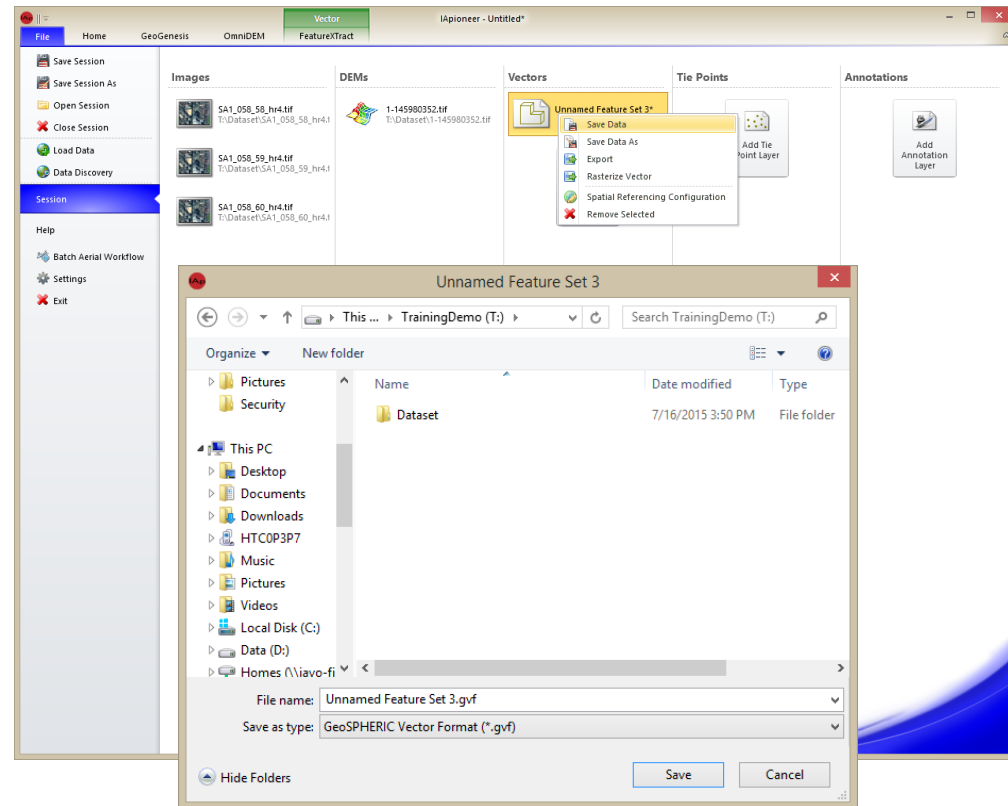 IAp
Vector
IApioneer - Untitled*
File Home GeoGenesis OmniDEM FeatureXTract
Save Session
Save Session As
Open Session
Close Session
Load Data
Data Discovery
Session
Help
Batch Aerial Workflow
Settings
Exit
Images
SA1_058_58_hr4.tif
T:\Dataset\SA1_058_58_hr4.t
SA1_058_59_hr4.tif
T:\Dataset\SA1_058_59_hr4.t
SA1_058_60_hr4.tif
T:\Dataset\SA1_058_60_hr4.t
DEMs
1-145980352.tif
T:\Dataset\1-145980352.tif
Vectors
Unnamed Feature Set 3*
Save Data
Save Data As
Export
Rasterize Vector
Spatial Referencing Configuration
Remove Selected
Tie Points
Add Tie
Point Layer
Annotations
Add
Annotation
Layer
IAp
Unnamed Feature Set 3
This ... TrainingDemo (T:)
Search TrainingDemo (T:)
Organize New folder
Pictures
Security
This PC
Desktop
Documents
Downloads
HTC0P3P7
Music
Pictures
Videos
Local Disk (C:)
Data (D:)
Homes (\\iavo-fi
Name Date modified Type
Dataset 7/16/2015 3:50 PM File folder
File name: Unnamed Feature Set 3.gvf
Save as type: GeoSPHERIC Vector Format (*.gvf)
Hide Folders
Save Cancel